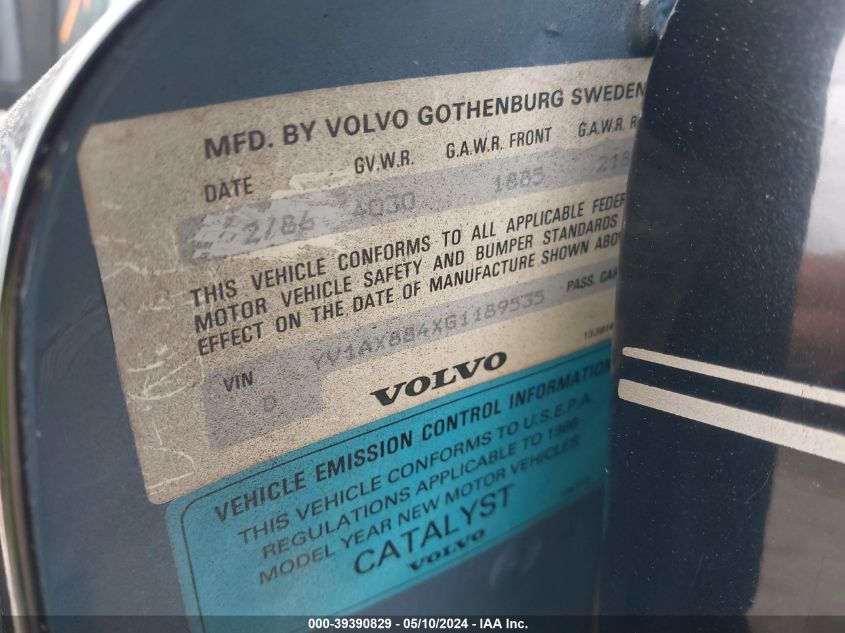 MFD. BY VOLVO GOTHENBURG SWEDEN
DATE GV.W.R. G.A.W.R. FRONT G.A.W.R.
2/86 4030 1885
THIS VEHICLE CONFORMS TO ALL APPLICABLE
MOTOR VEHICLE SAFETY AND BUMPER STANDARDS
EFFECT ON THE DATE OF MANUFACTURE SHOWN
VIN YV1AX884XG1189535 PASS. CAR
D VOLVO
VEHICLE EMISSION CONTROL INFORMATION
THIS VEHICLE CONFORMS TO U.S.E.P.A.
REGULATIONS APPLICABLE TO 1986
MODEL YEAR NEW MOTOR VEHICLES
CATALYST
VOLVO
000-39390829 - 05/10/2024 - IAA Inc.